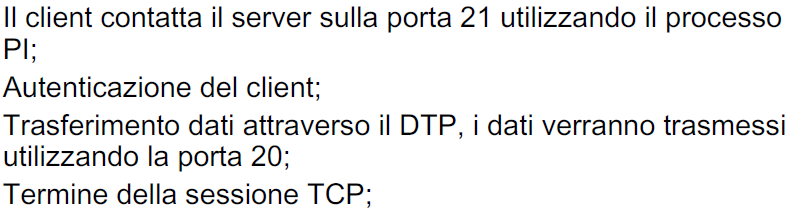 Il client contatta il server sulla porta 21 utilizzando il processo
PI;
Autenticazione del client;
Trasferimento dati attraverso il DTP, i dati verranno trasmessi
utilizzando la porta 20;
Termine della sessione TCP;